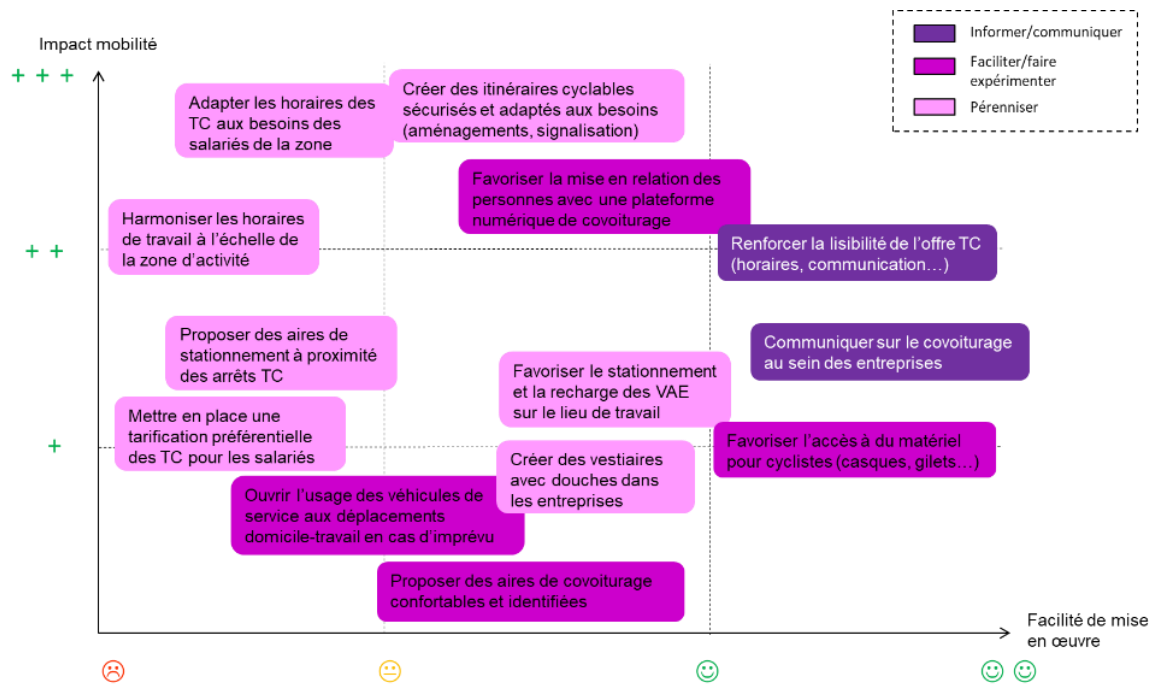 Informer/communiquer
Faciliter/faire
expérimenter
Pérenniser
Impact mobilité
+ + +
Adapter les horaires des
TC aux besoins des
salariés de la zone
Créer des itinéraires cyclables
sécurisés et adaptés aux besoins
(aménagements, signalisation)
Favoriser la mise en relation des
personnes avec une plateforme
numérique de covoiturage
Harmoniser les horaires
de travail à l’échelle de
la zone d’activité
+ +
Renforcer la lisibilité de l’offre TC
(horaires, communication…)
Proposer des aires de
stationnement à proximité
des arrêts TC
Communiquer sur le covoiturage
au sein des entreprises
Favoriser le stationnement
et la recharge des VAE
sur le lieu de travail
Mettre en place une
tarification préférentielle
des TC pour les salariés
+
Favoriser l’accès à du matériel
pour cyclistes (casques, gilets…)
Créer des vestiaires
avec douches dans
les entreprises
Ouvrir l’usage des véhicules de
service aux déplacements
domicile-travail en cas d’imprévu
Proposer des aires de covoiturage
confortables et identifiées
Facilité de mise
en œuvre